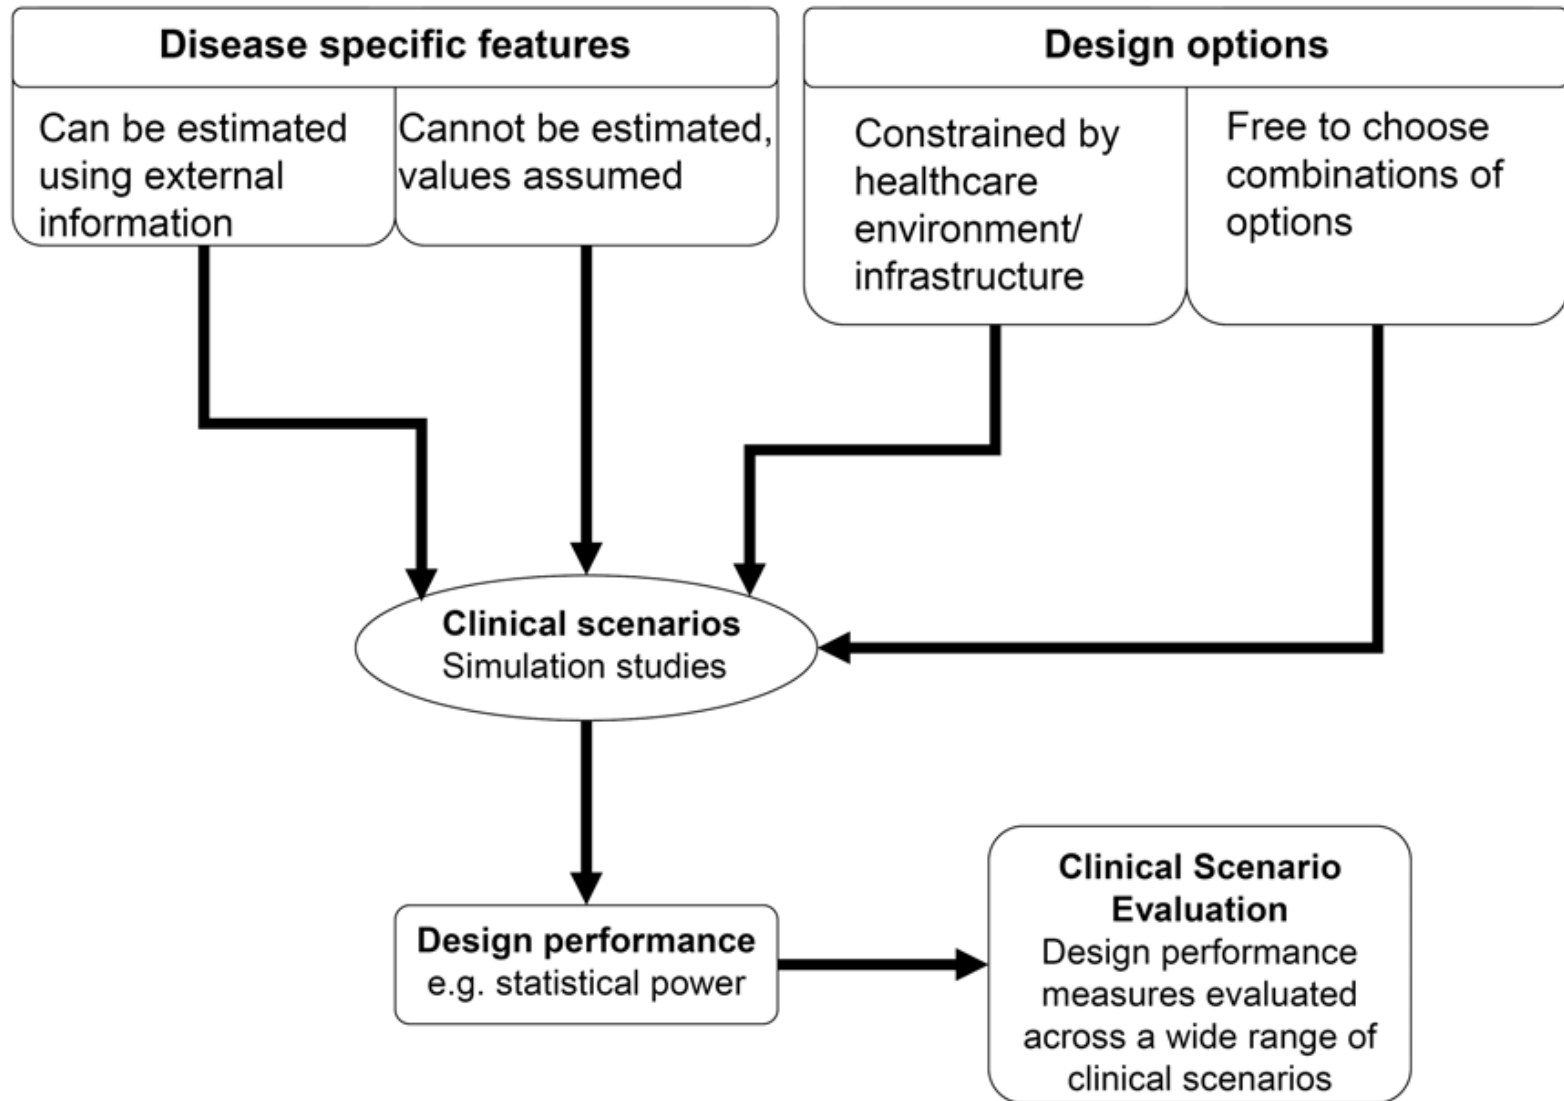 Disease specific features
Can be estimated
using external
information
Cannot be estimated,
values assumed
Design options
Constrained by
healthcare
environment/
infrastructure
Free to choose
combinations of
options
Clinical scenarios
Simulation studies
Design performance
e.g. statistical power
Clinical Scenario
Evaluation
Design performance
measures evaluated
across a wide range of
clinical scenarios